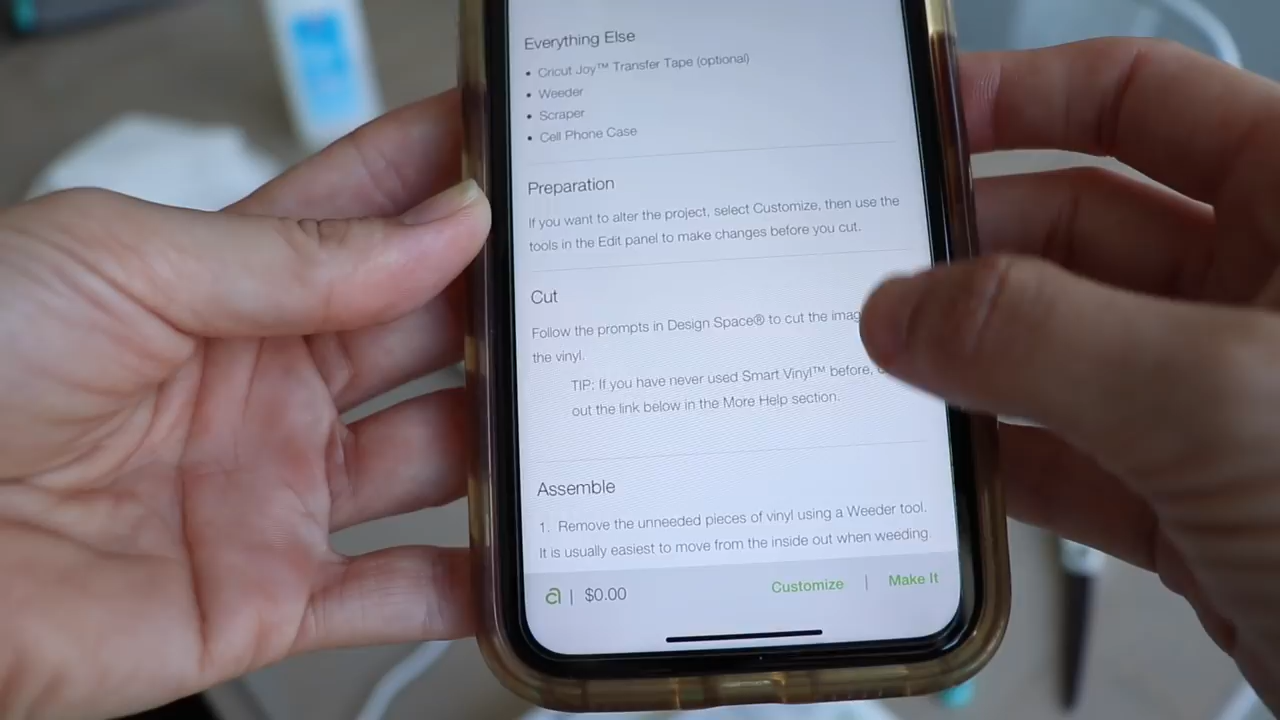 Everything Else
• Cricut Joy™ Transfer Tape (optional)
• Weeder
• Scraper
• Cell Phone Case
Preparation
If you want to alter the project, select Customize, then use the
tools in the Edit panel to make changes before you cut.
Cut
Follow the prompts in Design Space® to cut the
the vinyl.
TIP: If you have never used Smart Vinyl™ before,
out the link below in the More Help section.
Assemble
1. Remove the unneeded pieces of vinyl using a Weeder tool.
It is usually easiest to move from the inside out when weeding.
a | $0.00 Customize | Make It